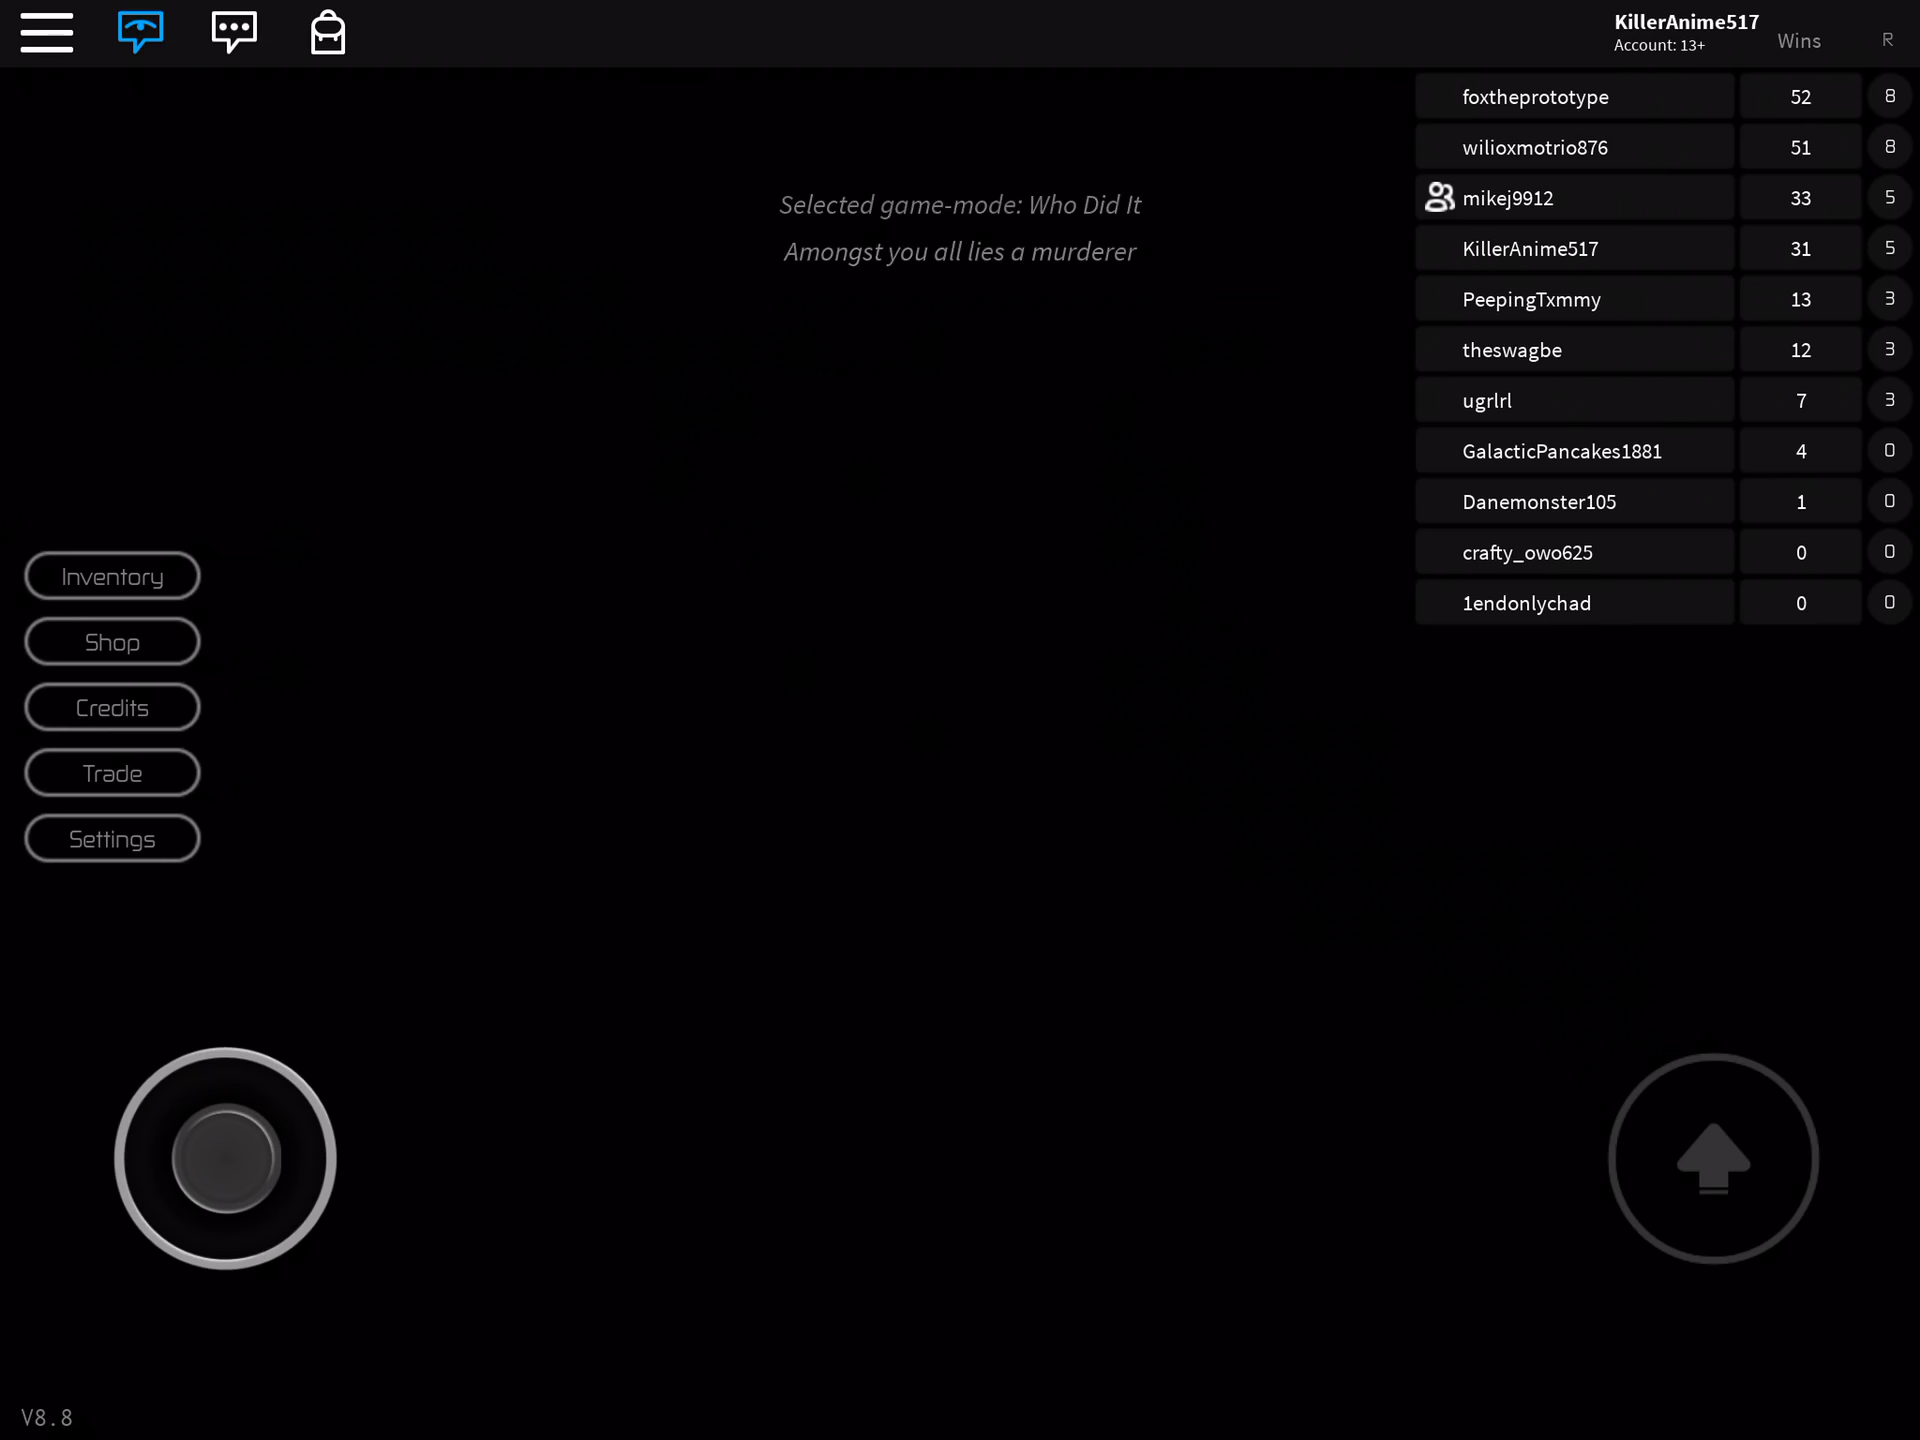 KillerAnime517
Account: 13+
Wins R
foxtheprototype 52 8
wilioxmotrio876 51 8
mikej9912 33 5
KillerAnime517 31 5
PeepingTxmmy 13 3
theswagbe 12 3
ugrlrl 7 3
GalacticPancakes1881 4 0
Danemonster105 1 0
crafty_owo625 0 0
1endonlychad 0 0
Selected game-mode: Who Did It
Amongst you all lies a murderer
Inventory
Shop
Credits
Trade
Settings
V8.8